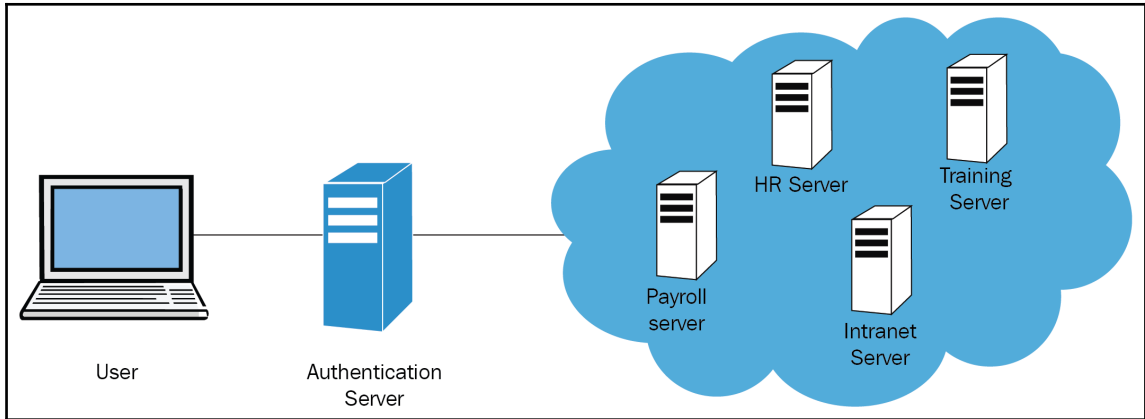 User
Authentication
Server
Payroll
server
HR Server
Intranet
Server
Training
Server